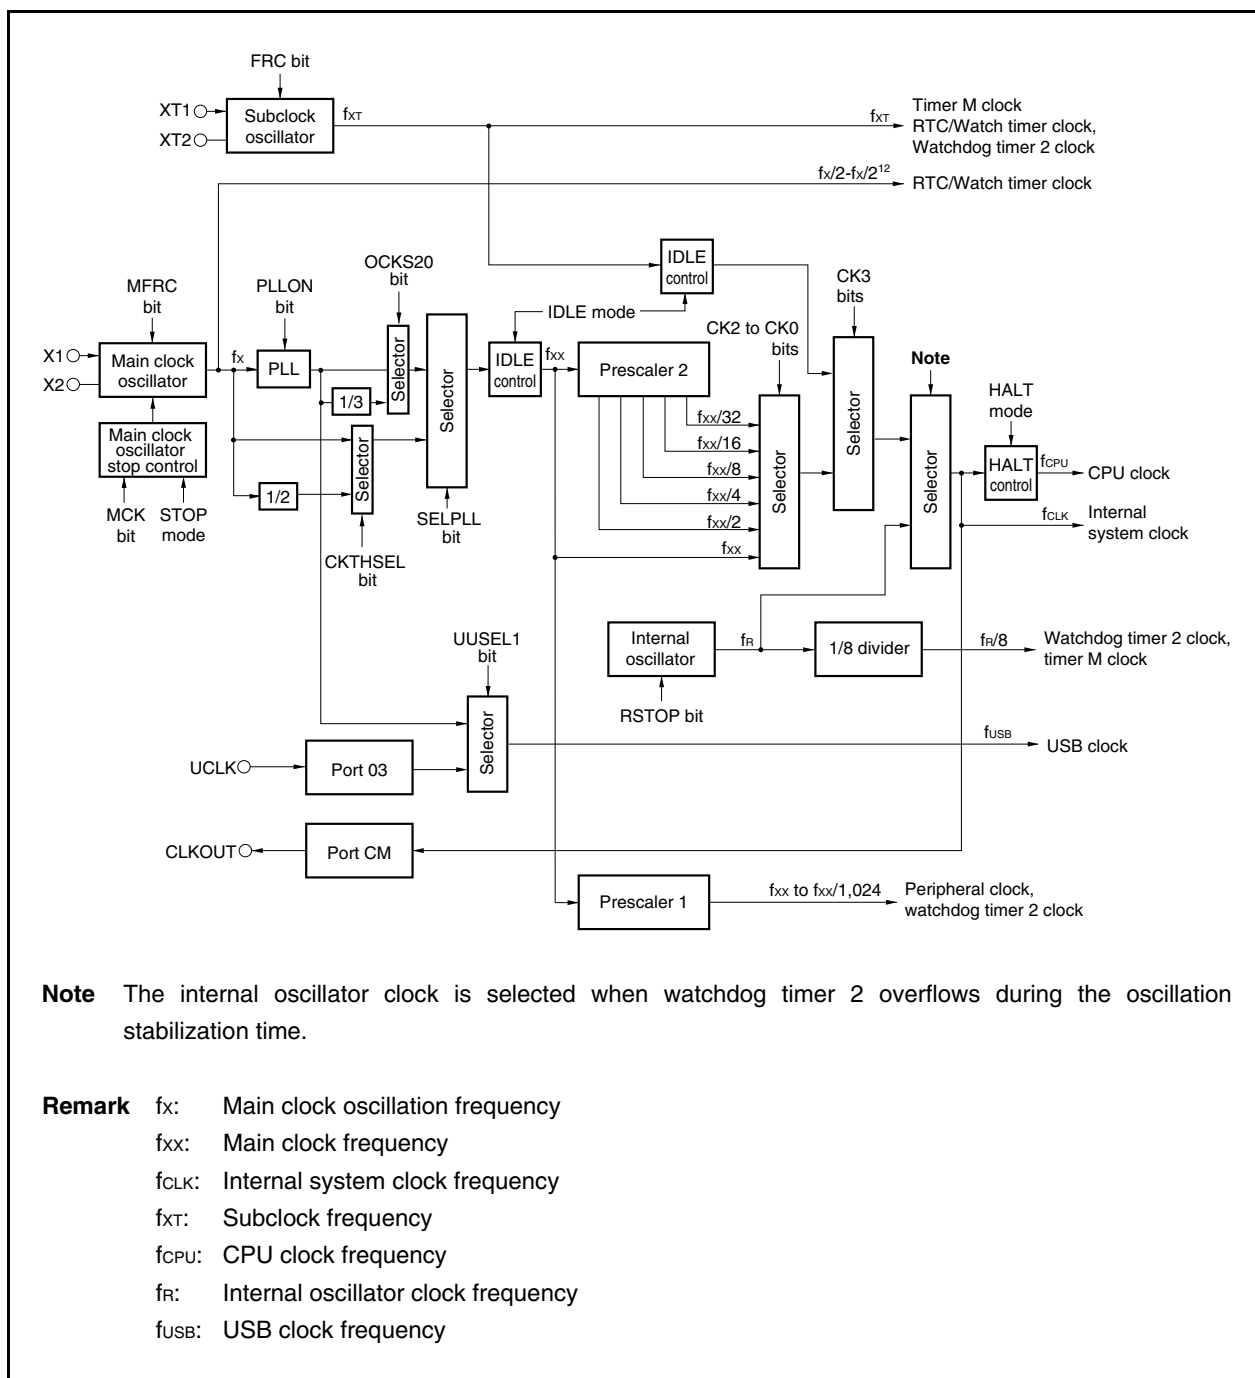 FRC bit
XT1
XT2
Subclock
oscillator
fXT
fXT
Timer M clock
RTC/Watch timer clock,
Watchdog timer 2 clock
fX/2-fX/2¹²
RTC/Watch timer clock
MFRC
bit
PLLON
bit
OCKS20
bit
IDLE
control
IDLE mode
CK3
bits
CK2 to CK0
bits
X1
X2
Main clock
oscillator
fX
PLL
1/3
Selector
Selector
Selector
IDLE
control
fXX
Prescaler 2
fXX/32
fXX/16
fXX/8
fXX/4
fXX/2
fXX
Selector
Selector
Note
Selector
HALT
mode
HALT
control
fCPU
CPU clock
fCLK
Internal
system clock
Main clock
oscillator
stop control
MCK
bit
STOP
mode
1/2
CKTHSEL
bit
SELPLL
bit
Internal
oscillator
fR
1/8 divider
fR/8
Watchdog timer 2 clock,
timer M clock
RSTOP bit
UUSEL1
bit
Selector
fUSB
USB clock
UCLK
Port 03
CLKOUT
Port CM
Prescaler 1
fXX to fXX/1,024
Peripheral clock,
watchdog timer 2 clock
Note The internal oscillator clock is selected when watchdog timer 2 overflows during the oscillation
stabilization time.
Remark fX: Main clock oscillation frequency
fXX: Main clock frequency
fCLK: Internal system clock frequency
fXT: Subclock frequency
fCPU: CPU clock frequency
fR: Internal oscillator clock frequency
fUSB: USB clock frequency